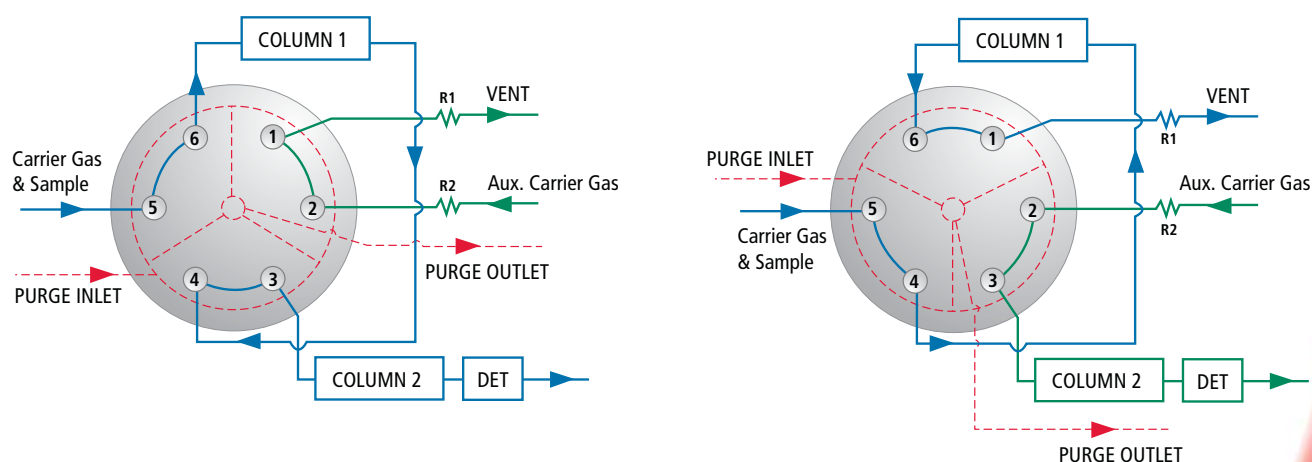 COLUMN 1
R1
VENT
6
1
Carrier Gas
& Sample
5
2
R2
Aux. Carrier Gas
PURGE INLET
4
3
PURGE OUTLET
COLUMN 2
DET
COLUMN 1
VENT
R1
6
1
PURGE INLET
Aux. Carrier Gas
5
2
R2
Carrier Gas
& Sample
4
3
COLUMN 2
DET
PURGE OUTLET